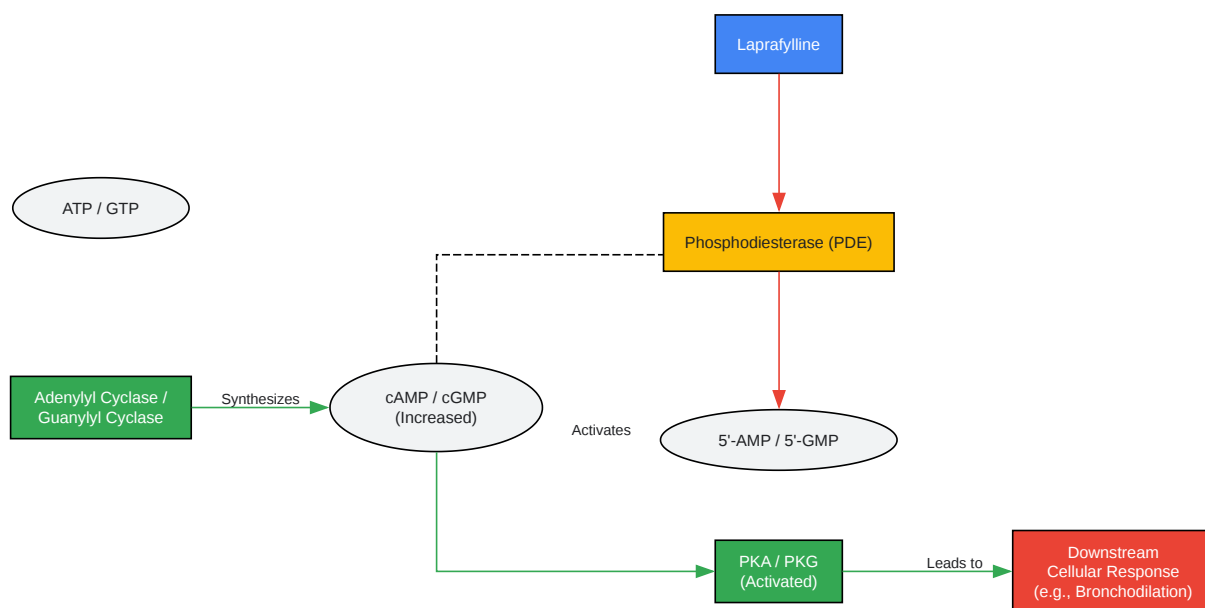 Laprafylline
ATP / GTP
Phosphodiesterase (PDE)
Adenylyl Cyclase /
Guanylyl Cyclase
Synthesizes
cAMP / cGMP
(Increased)
Activates
5'-AMP / 5'-GMP
PKA / PKG
(Activated)
Leads to
Downstream
Cellular Response
(e.g., Bronchodilation)